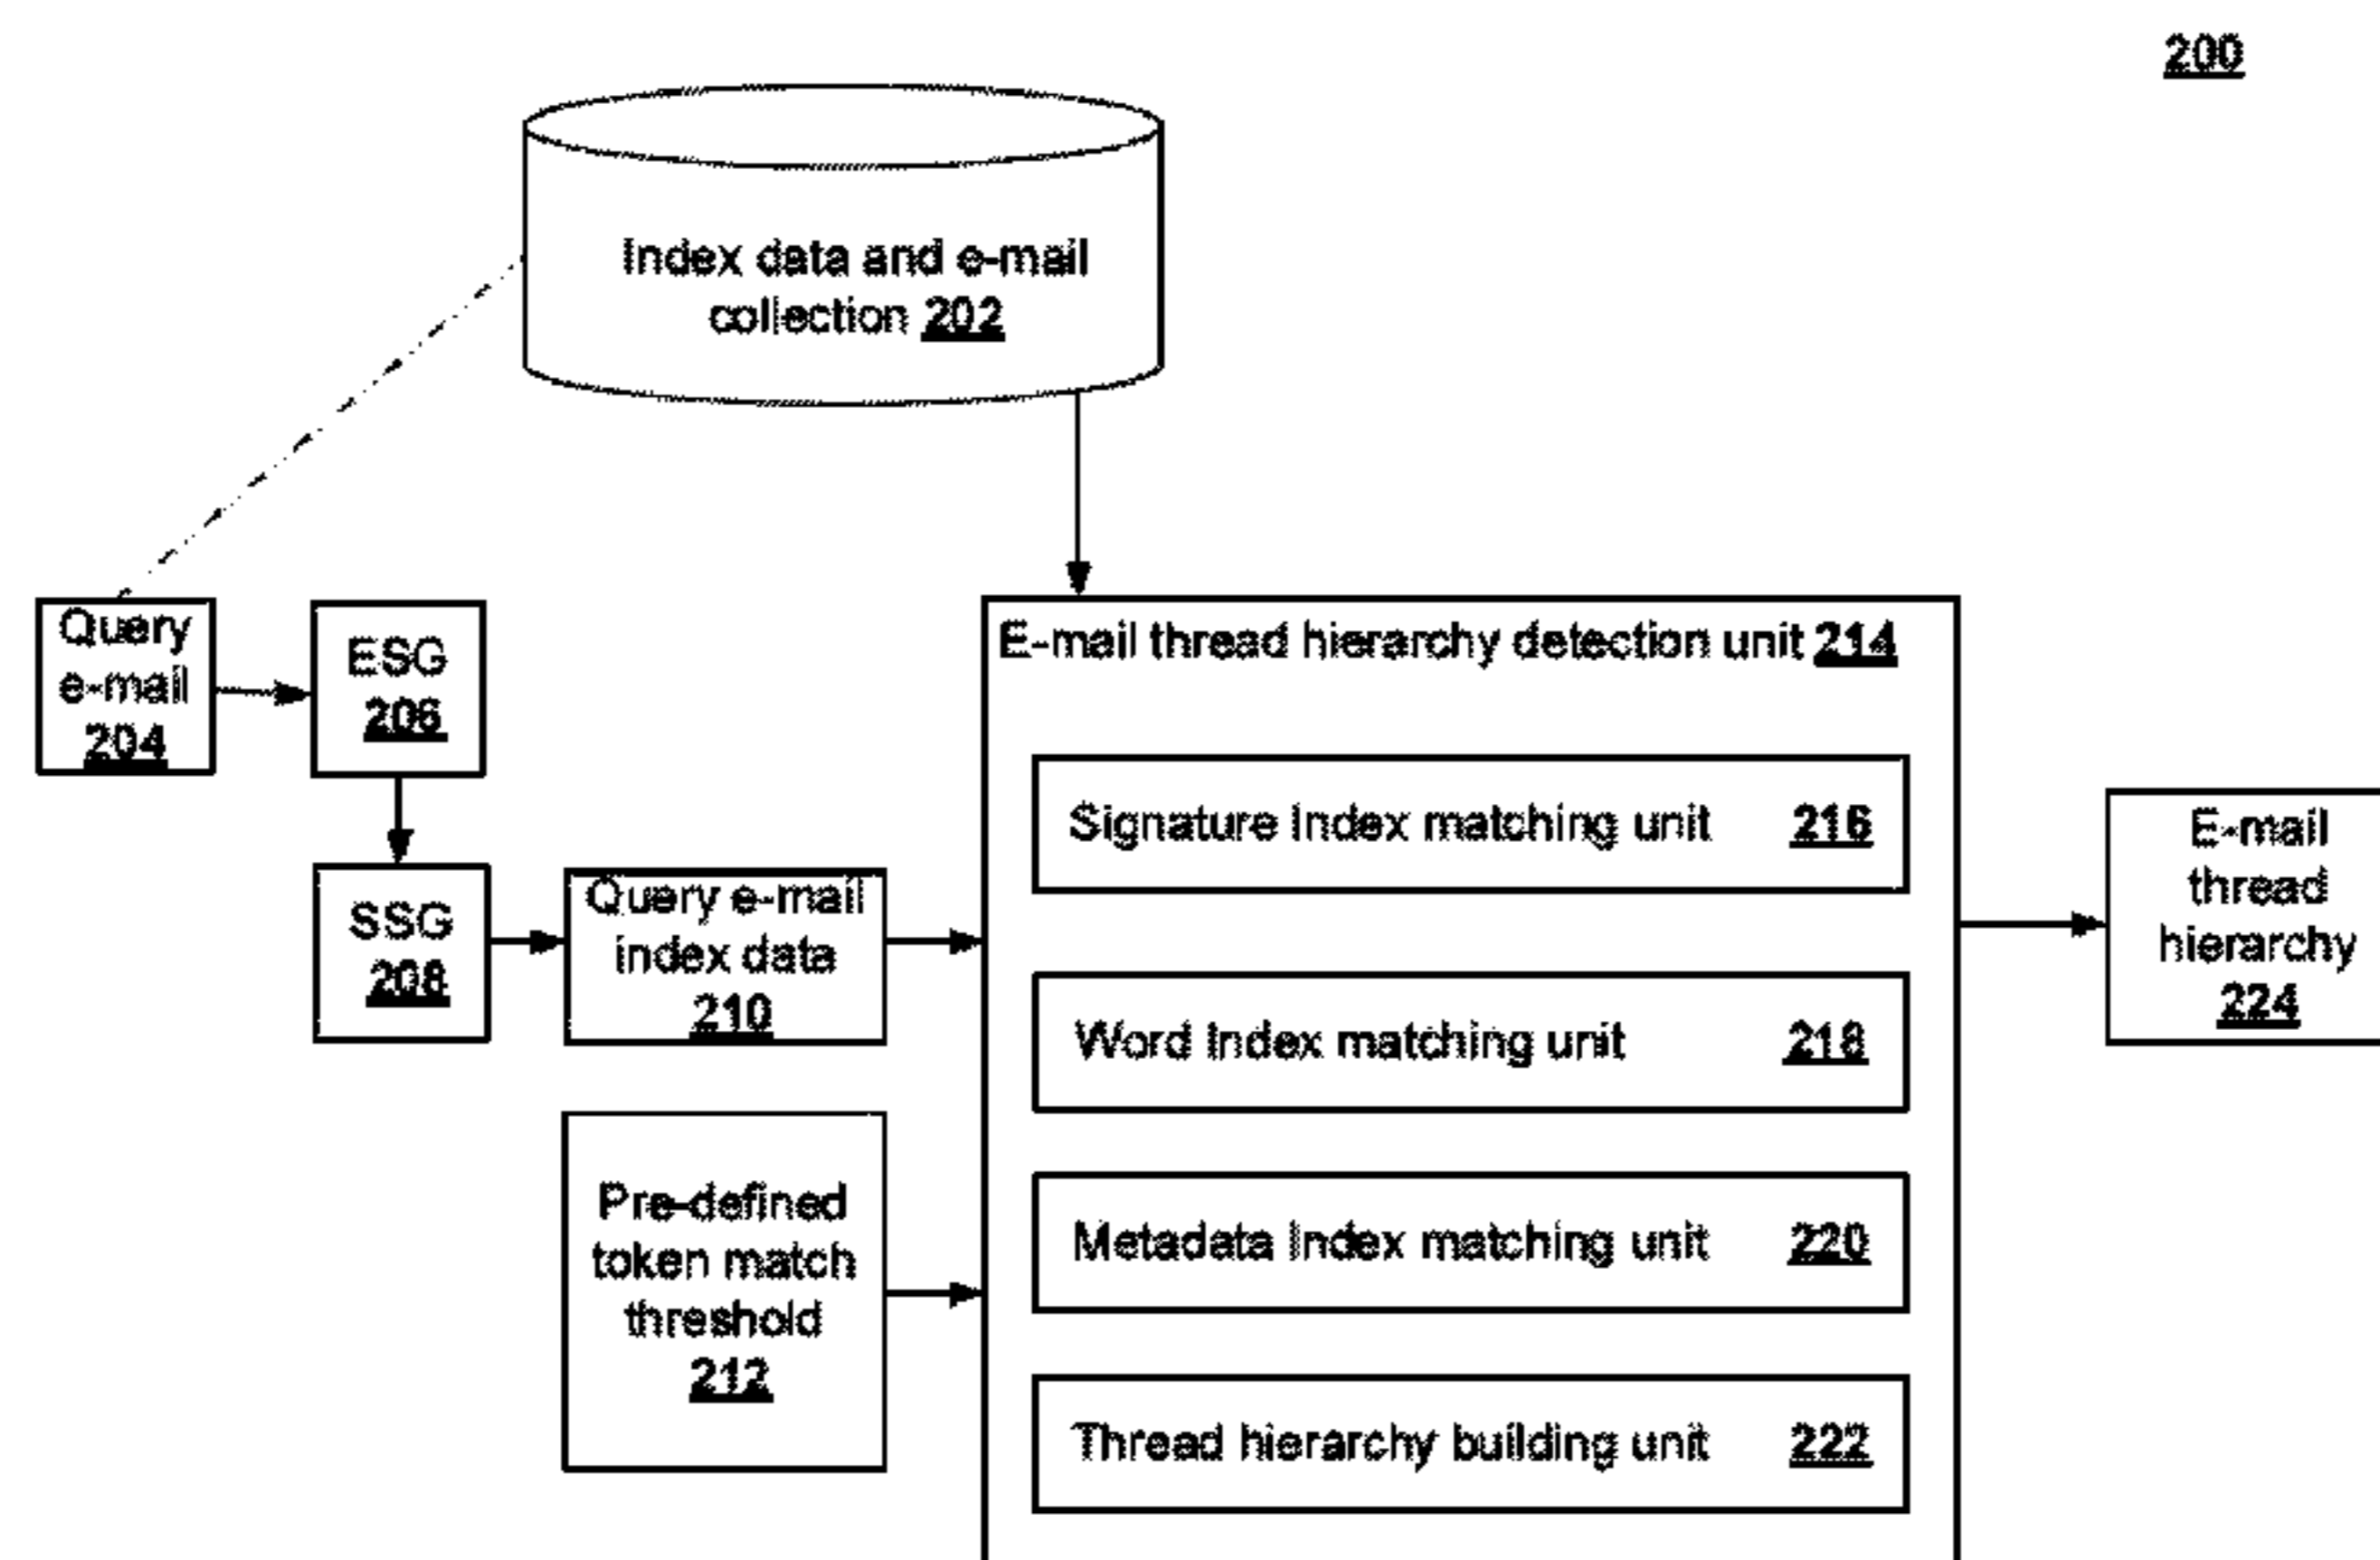 200
Index data and e-mail
collection 202
Query
e-mail
204
ESG
206
E-mail thread hierarchy detection unit 214
SSG
208
Query e-mail
index data
210
Signature Index matching unit 216
Word Index matching unit 218
Pre-defined
token match
threshold
212
Metadata Index matching unit 220
Thread hierarchy building unit 222
E-mail
thread
hierarchy
224